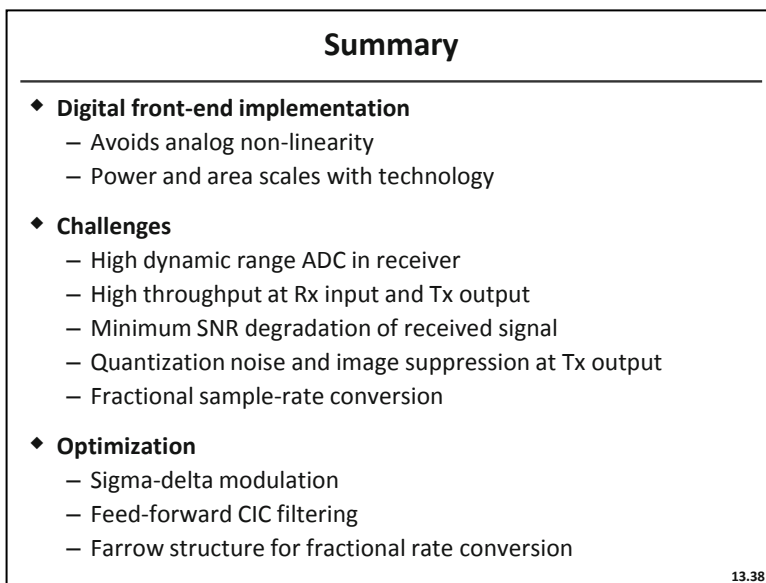 Summary
◆ Digital front-end implementation
– Avoids analog non-linearity
– Power and area scales with technology
◆ Challenges
– High dynamic range ADC in receiver
– High throughput at Rx input and Tx output
– Minimum SNR degradation of received signal
– Quantization noise and image suppression at Tx output
– Fractional sample-rate conversion
◆ Optimization
– Sigma-delta modulation
– Feed-forward CIC filtering
– Farrow structure for fractional rate conversion
13.38